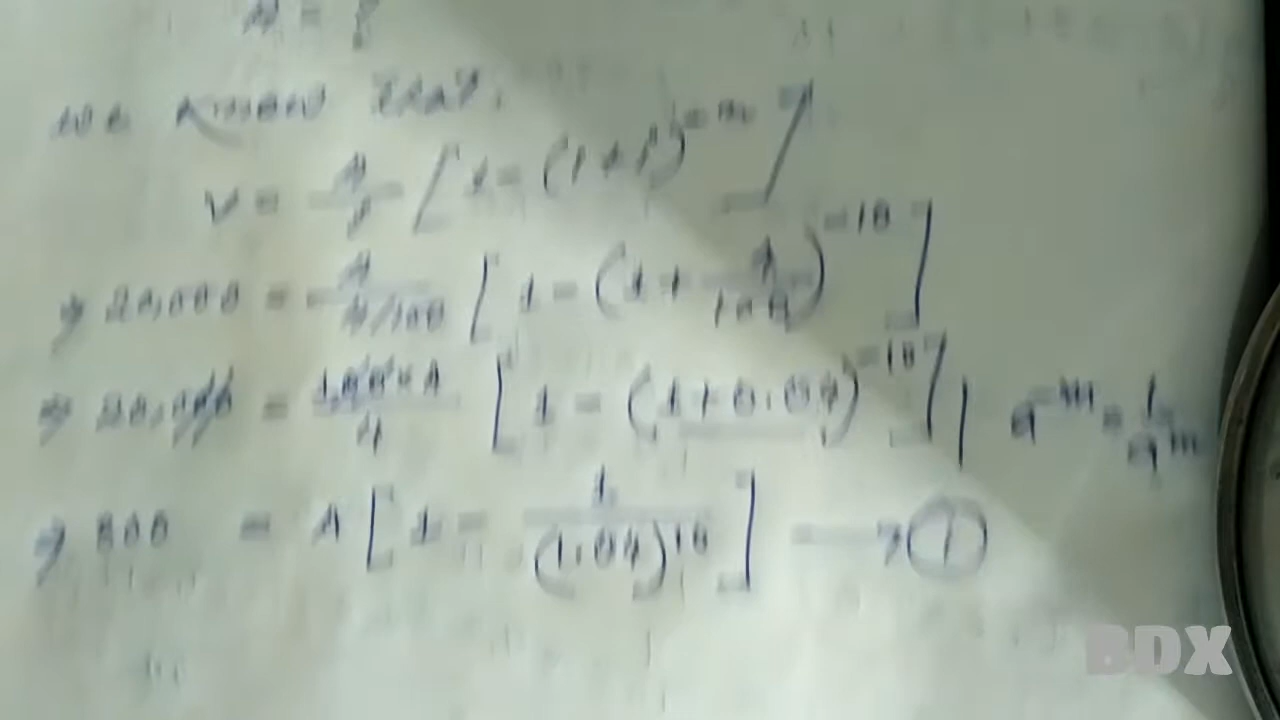 A = ?
we know that,
V = A/i [1 - (1+i)^-n]
⇒ 20,000 = A/4/100 [1 - (1 + 4/100)^-10]
⇒ 20,000 = 100×A/4 [1 - (1+0.04)^-10] | a^-m = 1/a^m
⇒ 800 = A [1 - 1/(1.04)^10] → (1)
BDX